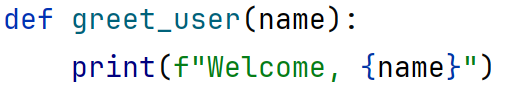 def greet_user(name):
    print(f"Welcome, {name}")